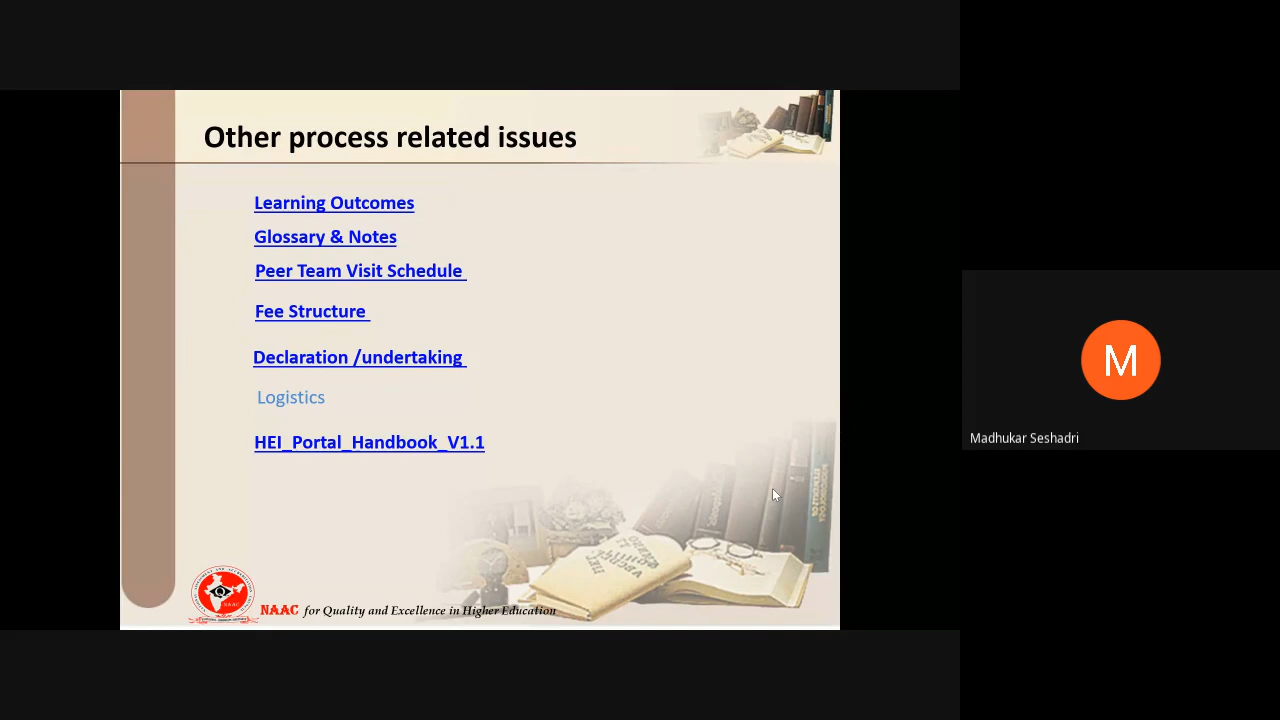 Other process related issues
Learning Outcomes
Glossary & Notes
Peer Team Visit Schedule
Fee Structure
Declaration /undertaking
Logistics
HEI_Portal_Handbook_V1.1
NAAC for Quality and Excellence in Higher Education
M
Madhukar Seshadri